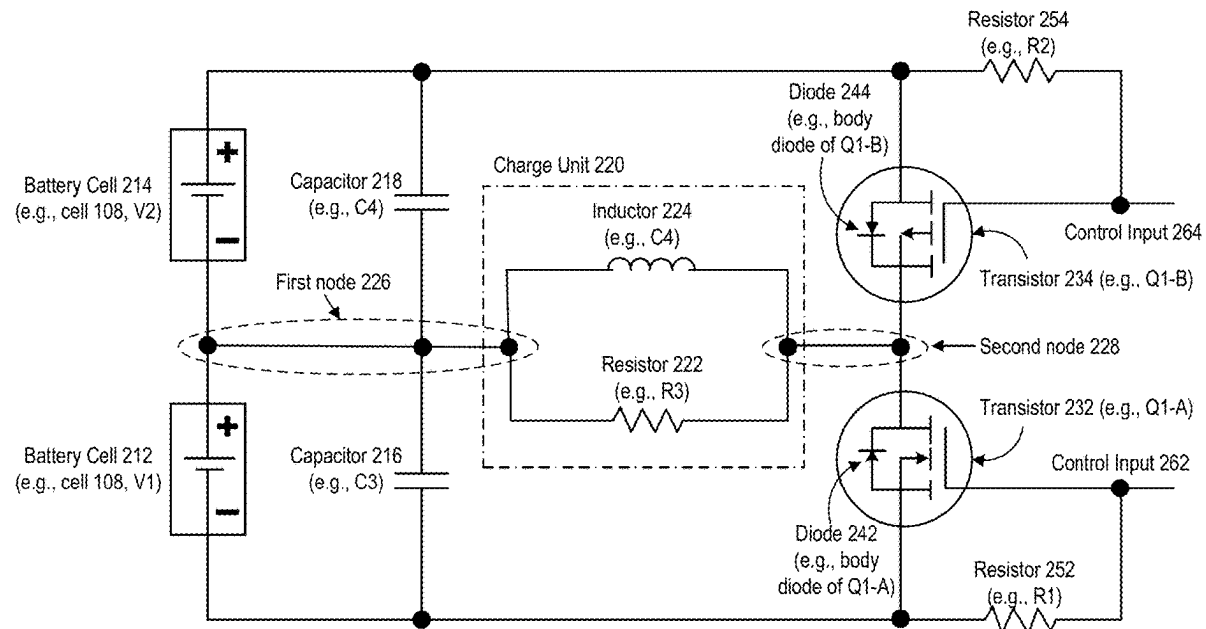 Resistor 254
(e.g., R2)
Diode 244
(e.g., body
diode of Q1-B)
Charge Unit 220
Battery Cell 214
(e.g., cell 108, V2)
+
−
Capacitor 218
(e.g., C4)
Inductor 224
(e.g., C4)
Control Input 264
Transistor 234 (e.g., Q1-B)
First node 226
Second node 228
Resistor 222
(e.g., R3)
Transistor 232 (e.g., Q1-A)
Battery Cell 212
(e.g., cell 108, V1)
+
−
Capacitor 216
(e.g., C3)
Control Input 262
Diode 242
(e.g., body
diode of Q1-A)
Resistor 252
(e.g., R1)